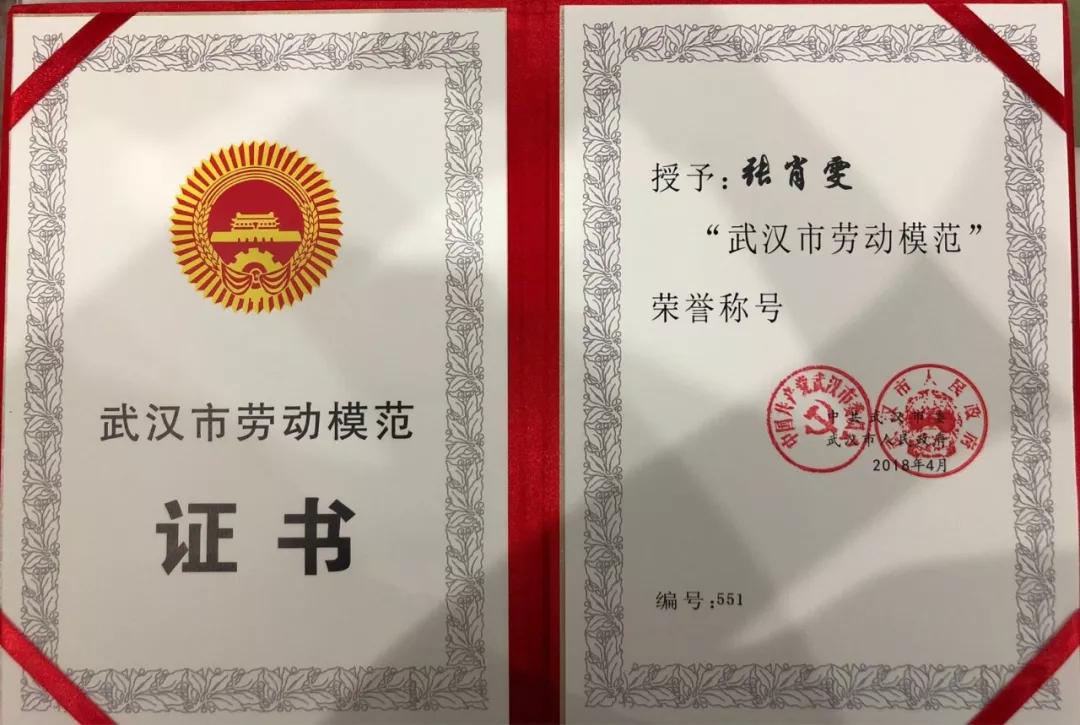 武汉市劳动模范
证书
授予：张肖雯
“武汉市劳动模范”
荣誉称号
中共武汉市委
武汉市人民政府
2018年4月
编号：551